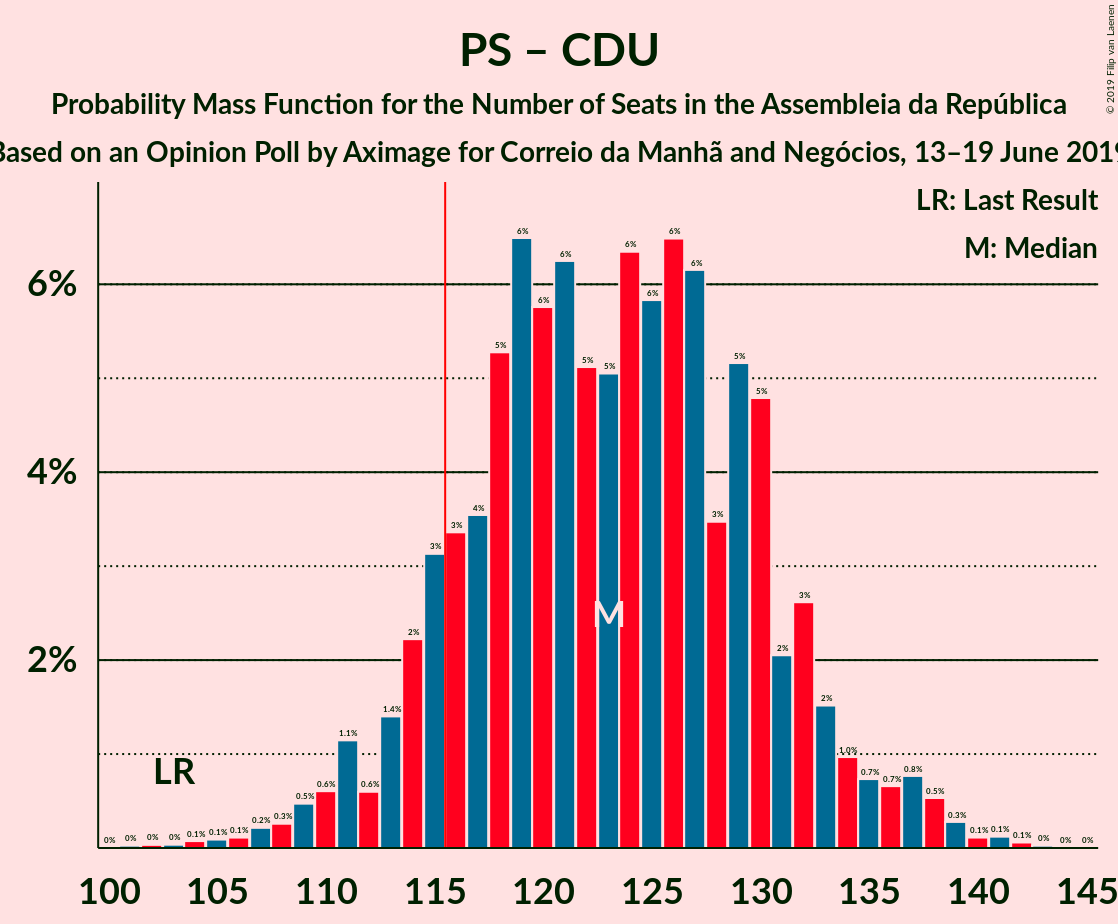 PS – CDU
Probability Mass Function for the Number of Seats in the Assembleia da República
Based on an Opinion Poll by Aximage for Correio da Manhã and Negócios, 13–19 June 2019
© 2019 Filip van Laenen
LR: Last Result
M: Median
6%
4%
2%
0% 0% 0% 0% 0.1% 0.1% 0.1% 0.2% 0.3% 0.5% 0.6% 1.1% 0.6% 1.4% 2% 3% 3% 4% 5% 6% 6% 6% 5% 5% 6% 6% 6% 6% 3% 5% 5% 2% 3% 2% 1.0% 0.7% 0.7% 0.8% 0.5% 0.3% 0.1% 0.1% 0.1% 0% 0% 0%
M
LR
100 105 110 115 120 125 130 135 140 145